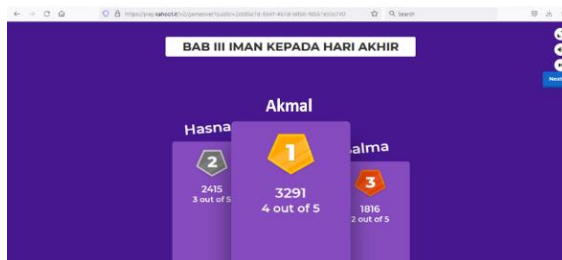 Search
BAB III IMAN KEPADA HARI AKHIR
Next
Akmal
Hasna
alma
1
2
3
3291
4 out of 5
2415
3 out of 5
1816
2 out of 5